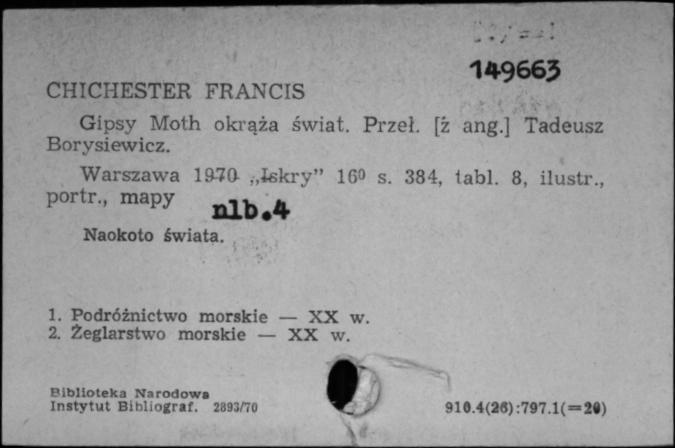 149663
CHICHESTER FRANCIS
Gipsy Moth okrąża świat. Przeł. [z ang.] Tadeusz
Borysiewicz.
Warszawa 1970 „Iskry” 16⁰ s. 384, tabl. 8, ilustr.,
portr., mapy
nlb.4
Naokoło świata.
1. Podróżnictwo morskie — XX w.
2. Żeglarstwo morskie — XX w.
Biblioteka Narodowa
Instytut Bibliograf. 2893/70
910.4(26):797.1(=20)